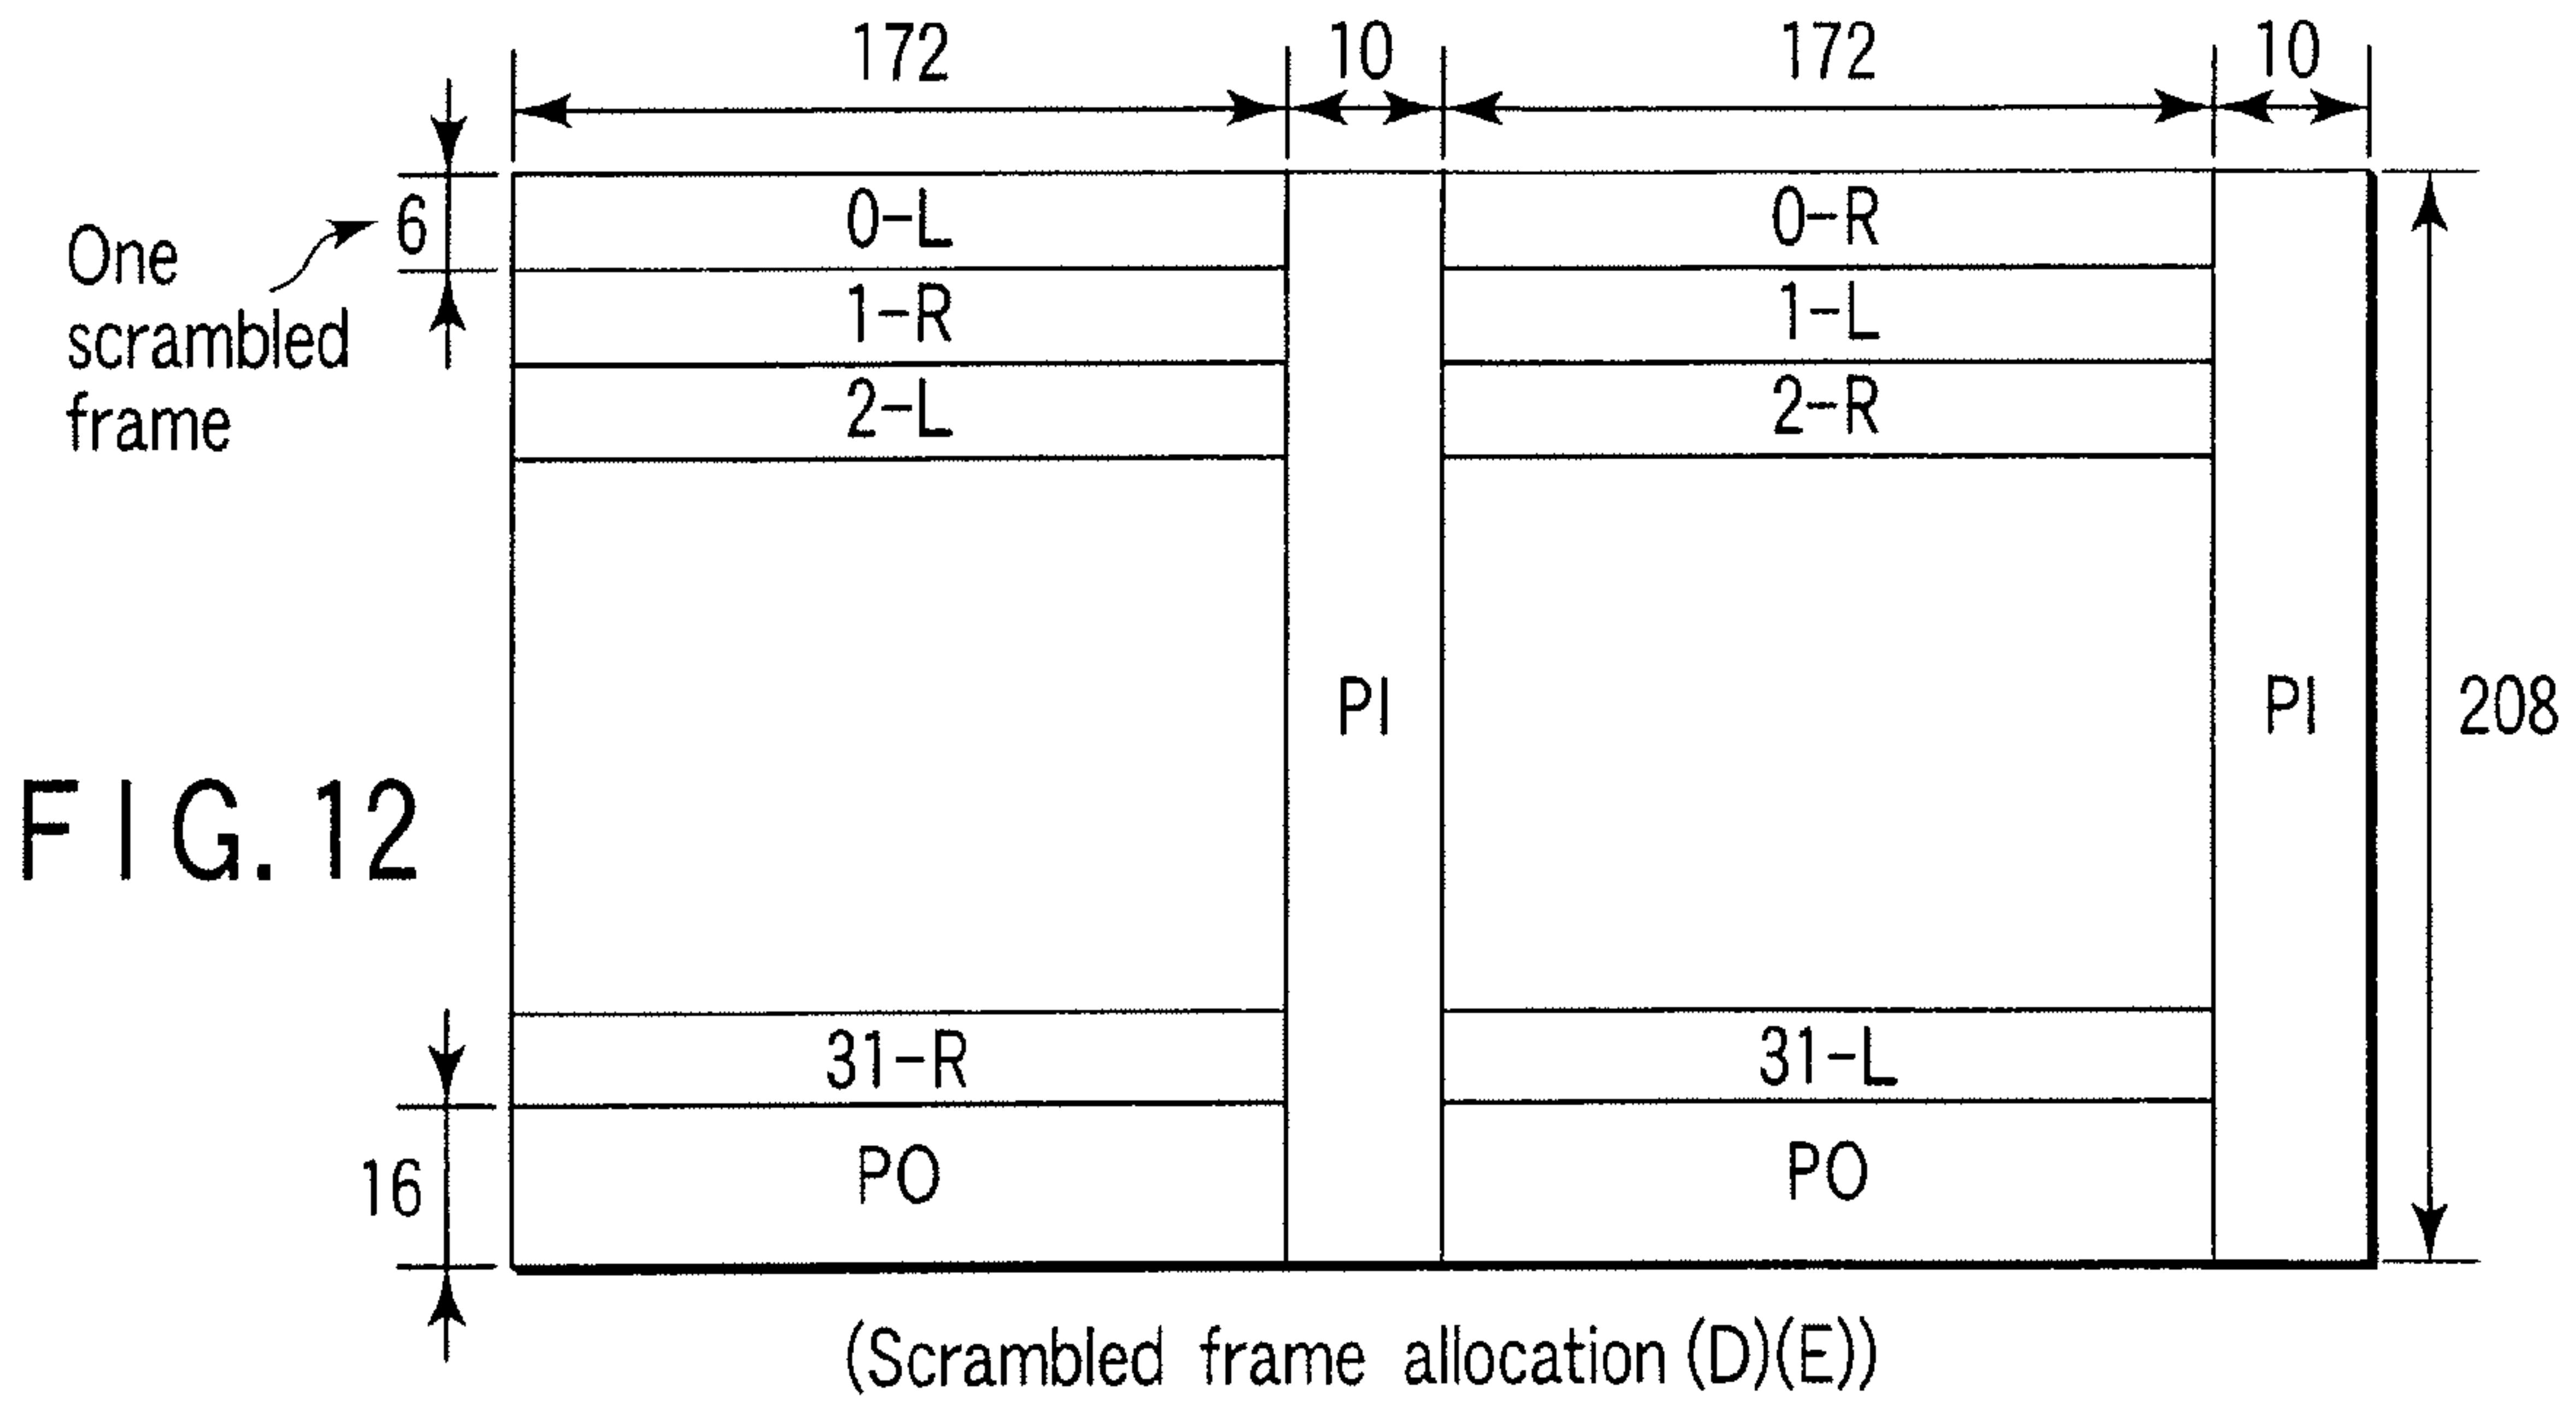 172 10 172 10
One scrambled frame
6
0-L 0-R
1-R 1-L
2-L 2-R
PI PI
208
FIG.12
31-R 31-L
16
PO PO
(Scrambled frame allocation (D)(E))